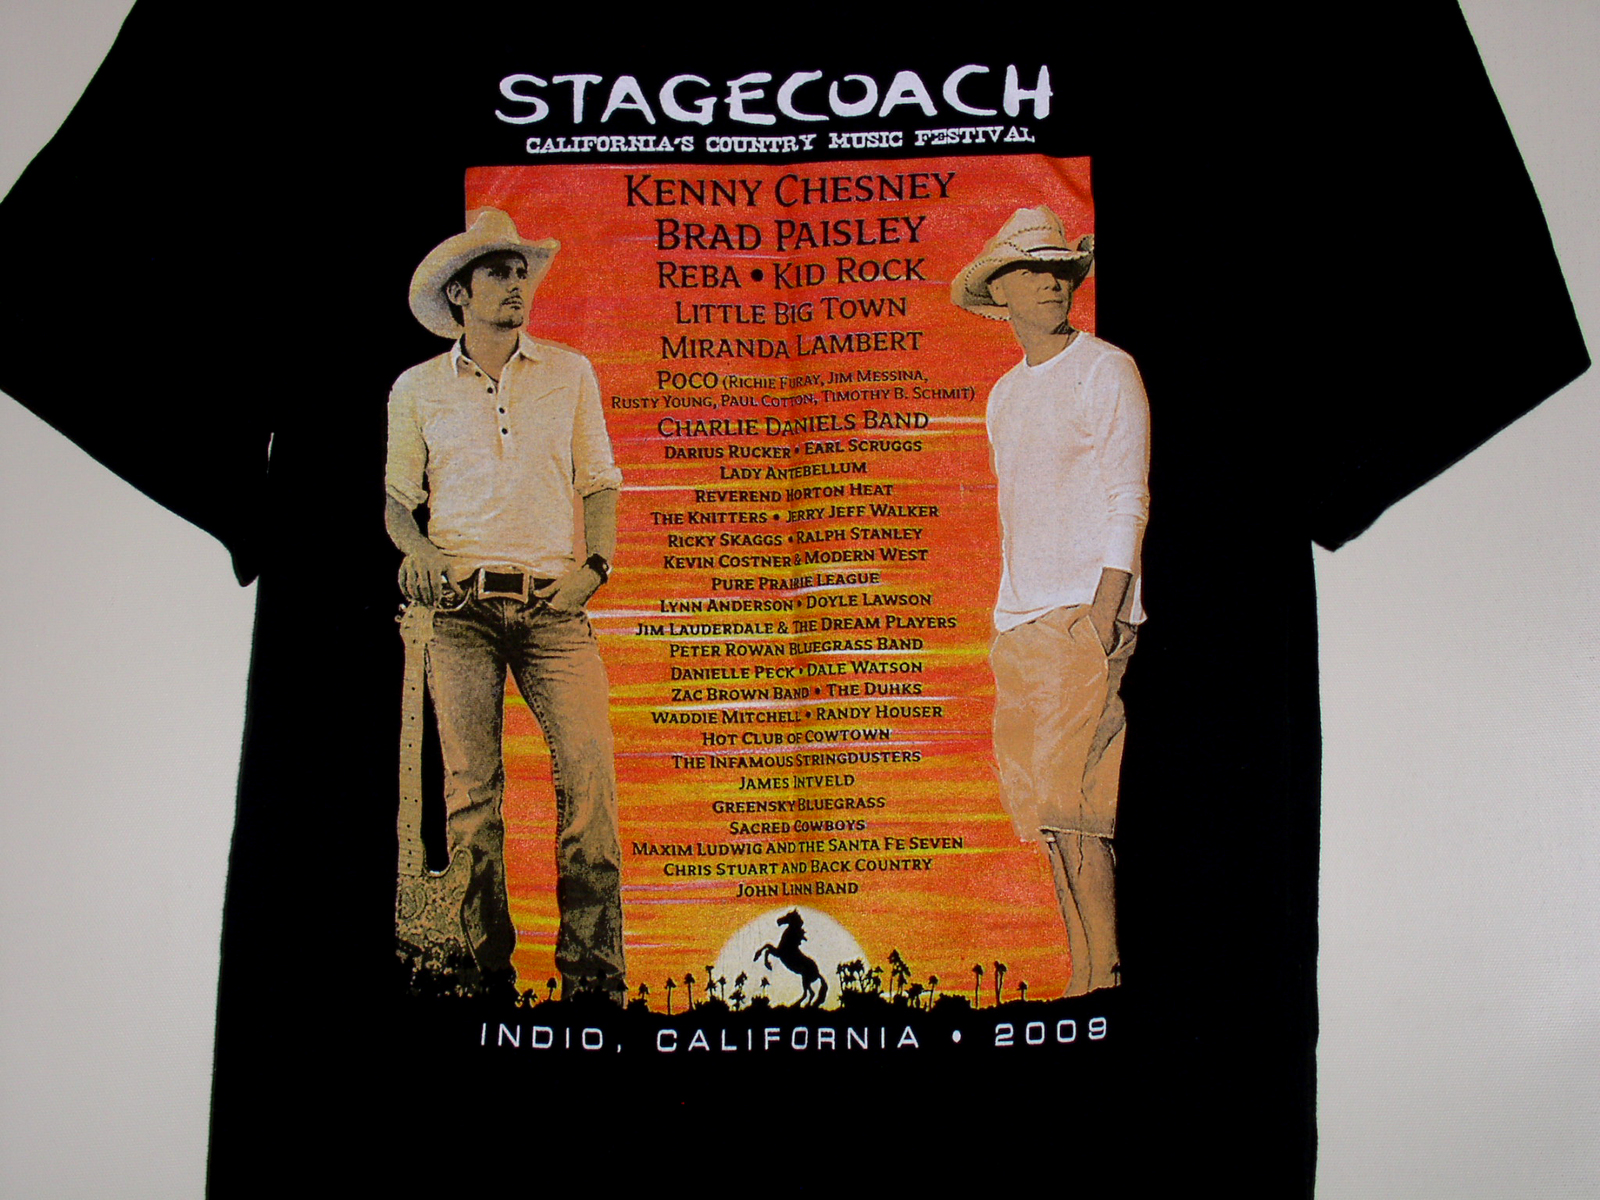 STAGECOACH
CALIFORNIA'S COUNTRY MUSIC FESTIVAL
KENNY CHESNEY
BRAD PAISLEY
REBA • KID ROCK
LITTLE BIG TOWN
MIRANDA LAMBERT
POCO (RICHIE FURAY, JIM MESSINA,
RUSTY YOUNG, PAUL COTTON, TIMOTHY B. SCHMIT)
CHARLIE DANIELS BAND
DARIUS RUCKER • EARL SCRUGGS
LADY ANTEBELLUM
REVEREND HORTON HEAT
THE KNITTERS • JERRY JEFF WALKER
RICKY SKAGGS • RALPH STANLEY
KEVIN COSTNER & MODERN WEST
PURE PRAIRIE LEAGUE
LYNN ANDERSON • DOYLE LAWSON
JIM LAUDERDALE & THE DREAM PLAYERS
PETER ROWAN BLUEGRASS BAND
DANIELLE PECK • DALE WATSON
ZAC BROWN BAND • THE DUHKS
WADDIE MITCHELL • RANDY HOUSER
HOT CLUB OF COWTOWN
THE INFAMOUS STRINGDUSTERS
JAMES INTVELD
GREENSKY BLUEGRASS
SACRED COWBOYS
MAXIM LUDWIG AND THE SANTA FE SEVEN
CHRIS STUART AND BACK COUNTRY
JOHN LINN BAND
INDIO, CALIFORNIA • 2009